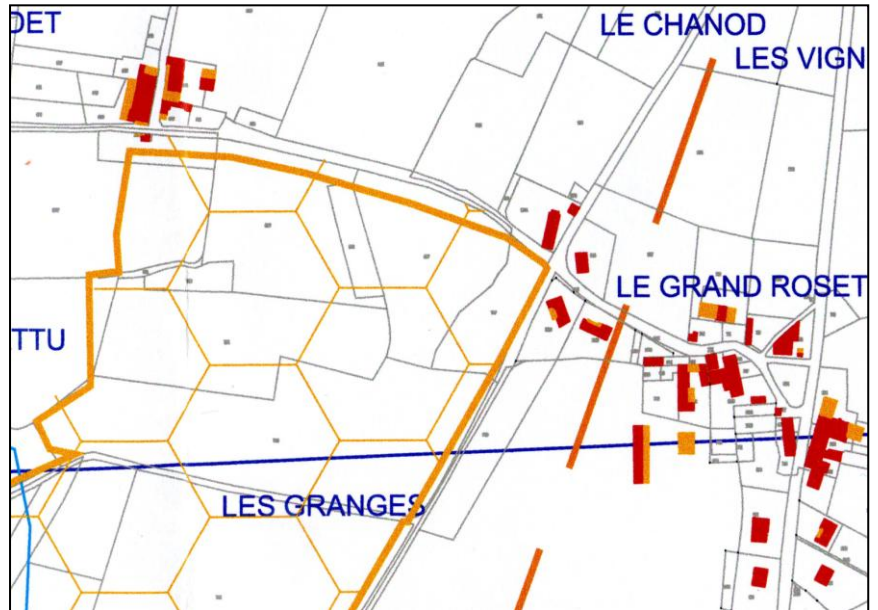 DET
LE CHANOD
LES VIGN
LE GRAND ROSET
TTU
LES GRANGES